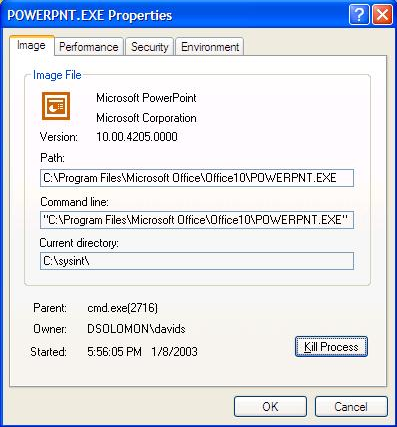 POWERPNT.EXE Properties
Image Performance Security Environment
Image File
Microsoft PowerPoint
Microsoft Corporation
Version: 10.00.4205.0000
Path:
C:\Program Files\Microsoft Office\Office10\POWERPNT.EXE
Command line:
"C:\Program Files\Microsoft Office\Office10\POWERPNT.EXE"
Current directory:
C:\sysint\
Parent: cmd.exe(2716)
Owner: DSOLOMON\davids
Started: 5:56:05 PM 1/8/2003
Kill Process
OK Cancel